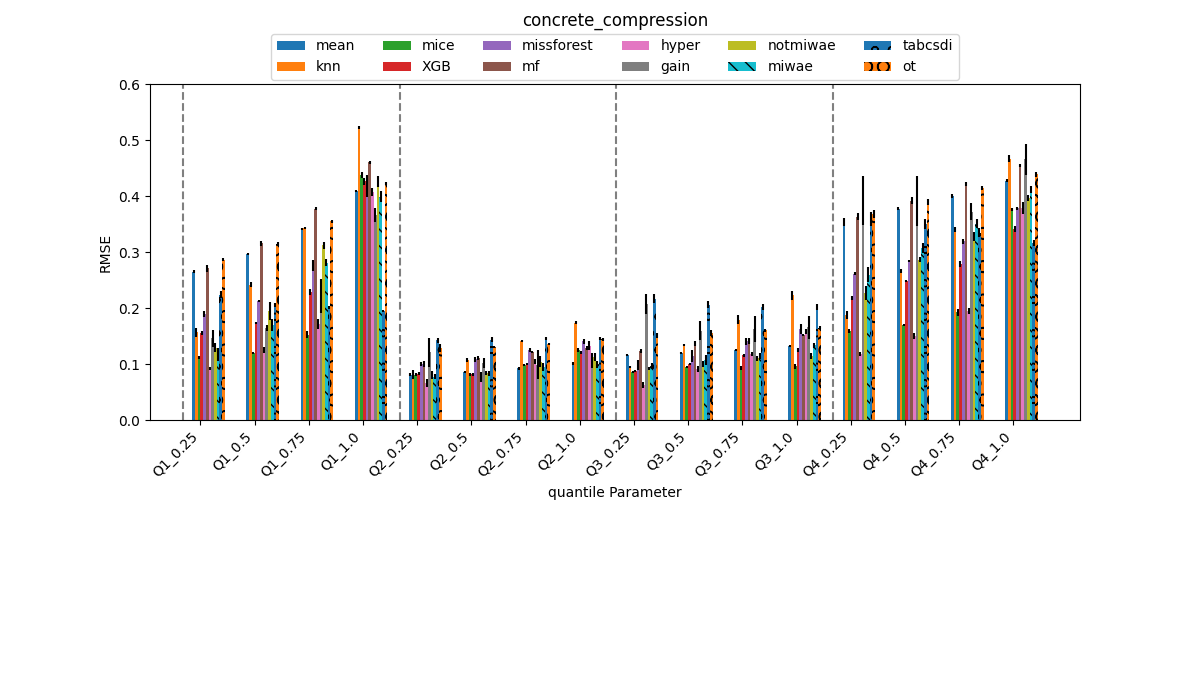 concrete_compression
mean mice missforest hyper notmiwae tabcsdi
knn XGB mf gain miwae ot
0.6
0.5
0.4
0.3
0.2
0.1
0.0
RMSE
Q1_0.25 Q1_0.5 Q1_0.75 Q1_1.0 Q2_0.25 Q2_0.5 Q2_0.75 Q2_1.0 Q3_0.25 Q3_0.5 Q3_0.75 Q3_1.0 Q4_0.25 Q4_0.5 Q4_0.75 Q4_1.0
quantile Parameter